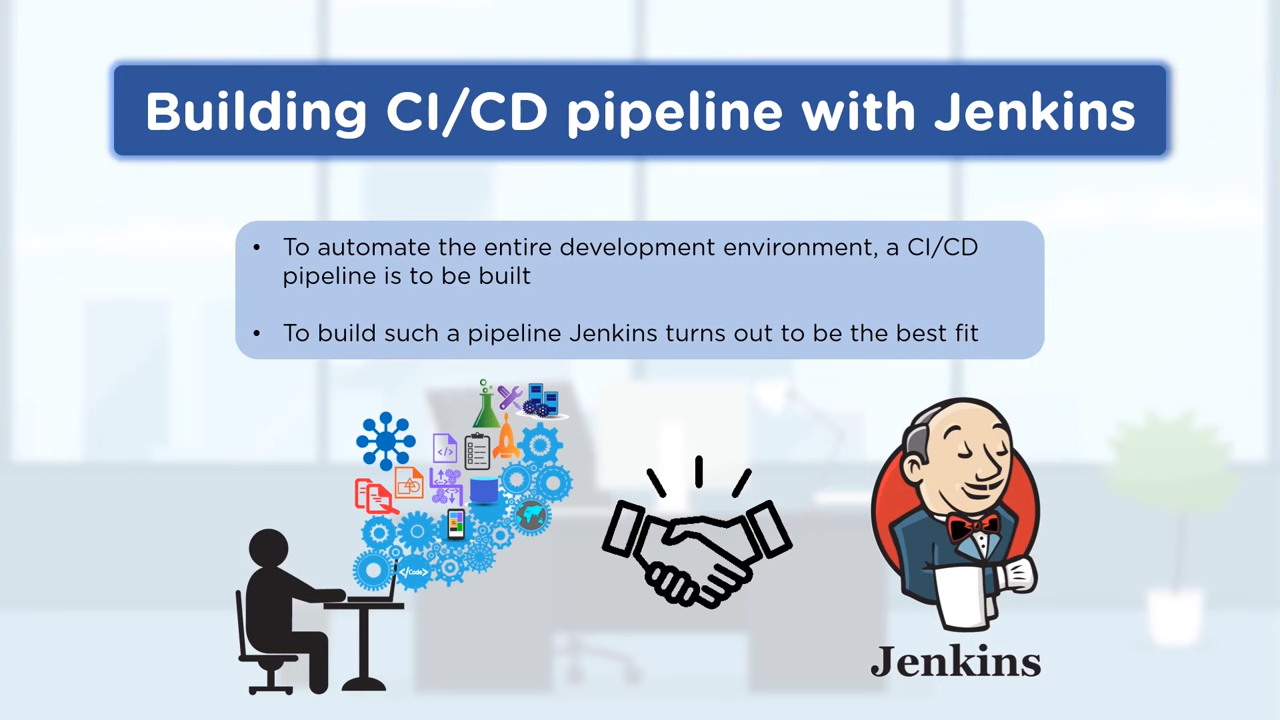 Building CI/CD pipeline with Jenkins
• To automate the entire development environment, a CI/CD
pipeline is to be built
• To build such a pipeline Jenkins turns out to be the best fit
</>
</Code>
Jenkins